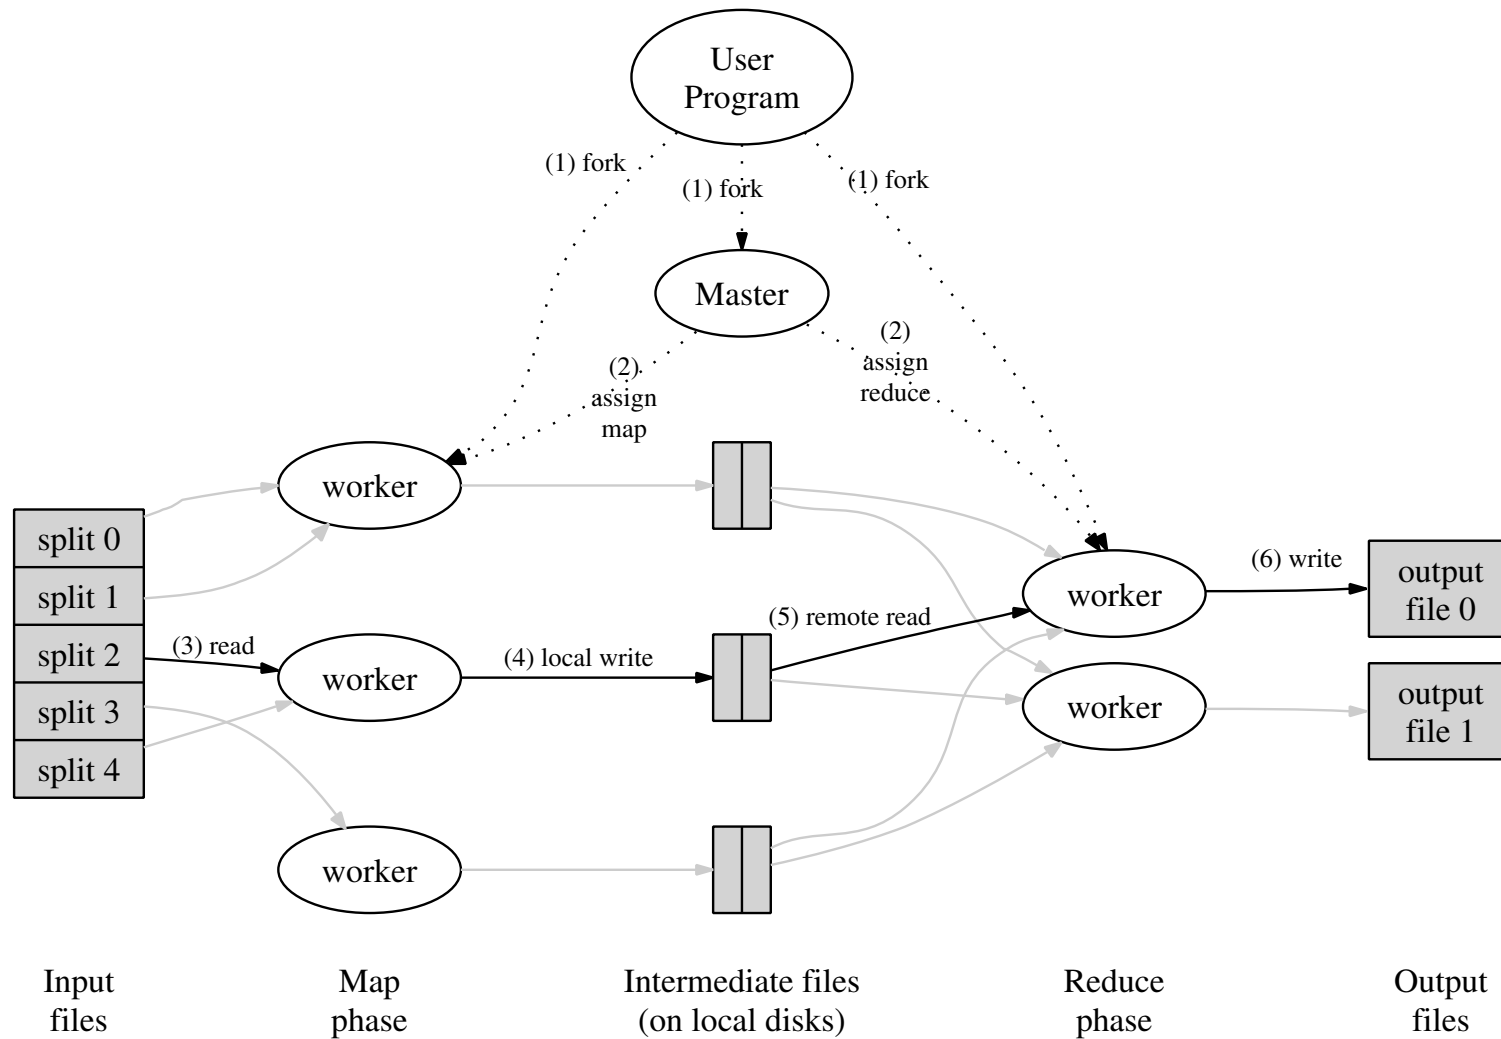 User
Program
(1) fork
(1) fork
(1) fork
Master
(2)
assign
map
(2)
assign
reduce
split 0
split 1
split 2
split 3
split 4
(3) read
worker
worker
worker
(4) local write
(5) remote read
worker
worker
(6) write
output
file 0
output
file 1
Input
files
Map
phase
Intermediate files
(on local disks)
Reduce
phase
Output
files